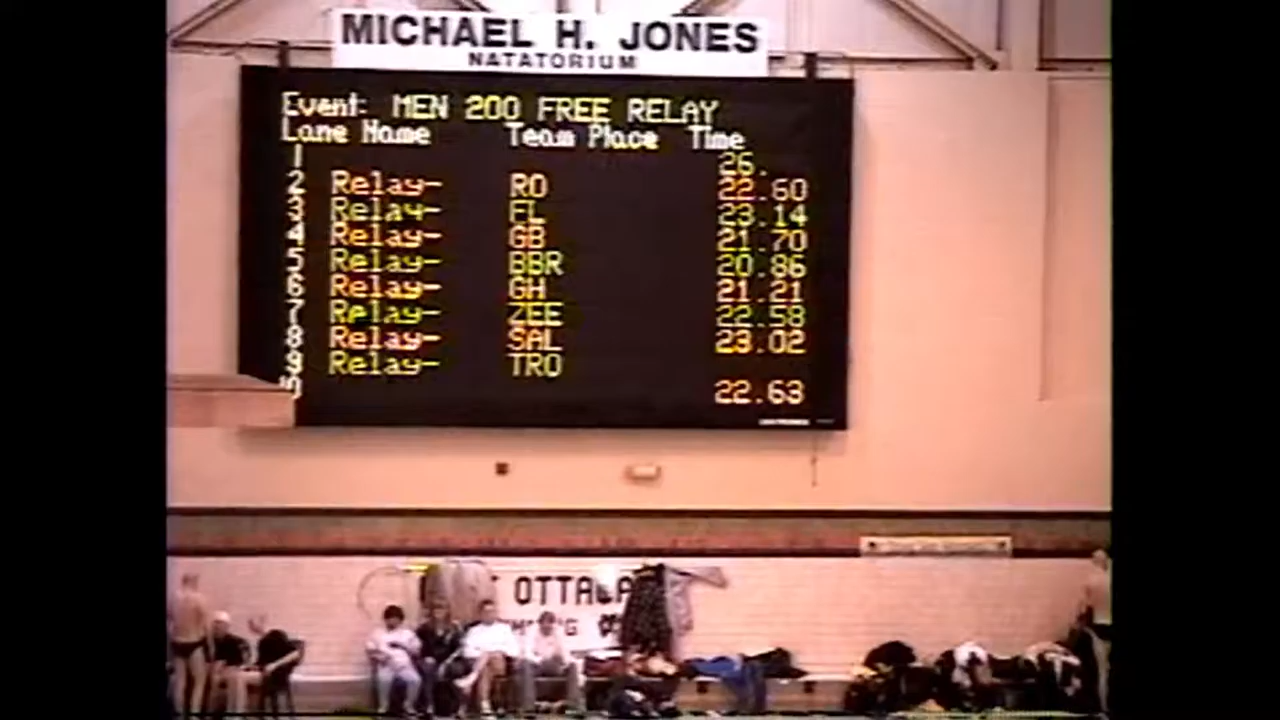 MICHAEL H. JONES
NATATORIUM
Event: MEN 200 FREE RELAY
Lane Name Team Place Time
1 26.
2 Relay- RO 22.60
3 Relay- FL 23.14
4 Relay- GB 21.70
5 Relay- BBR 20.86
6 Relay- GH 21.21
7 Relay- ZEE 22.58
8 Relay- SAL 23.02
9 Relay- TRO
10 22.63
OTTAWA